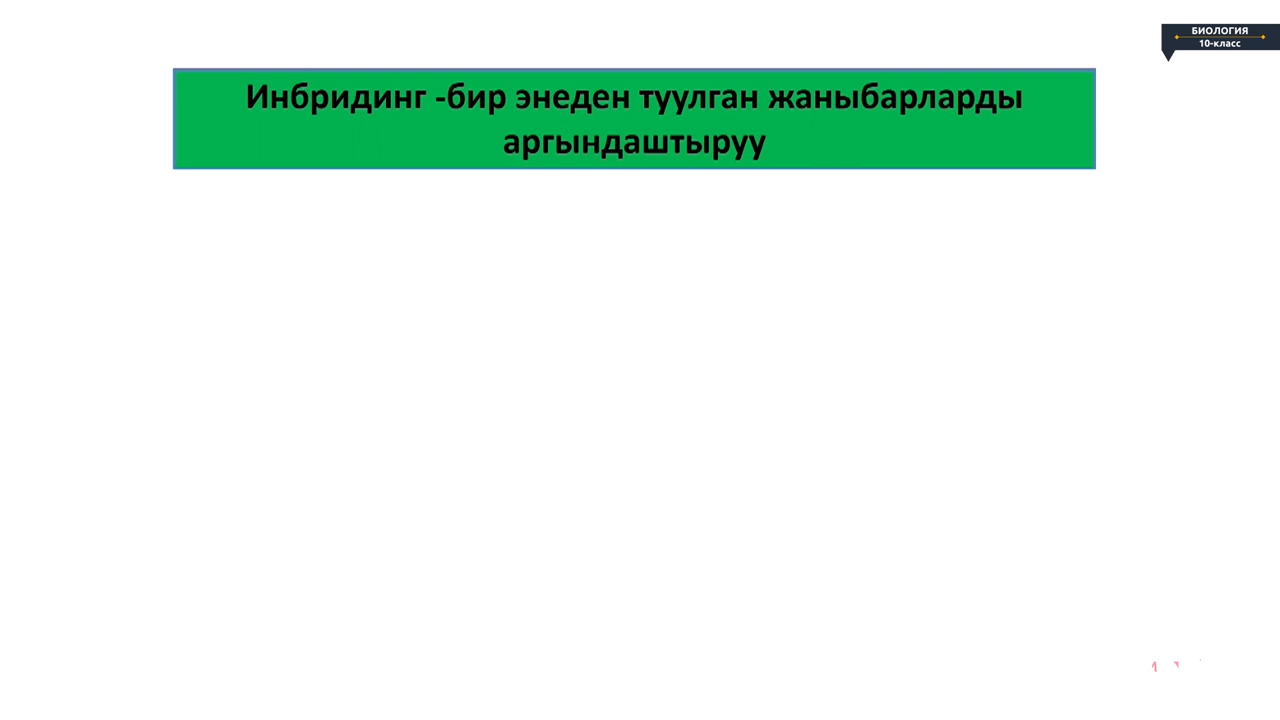 БИОЛОГИЯ
10-класс
Инбридинг -бир энеден туулган жаныбарларды
аргындаштыруу